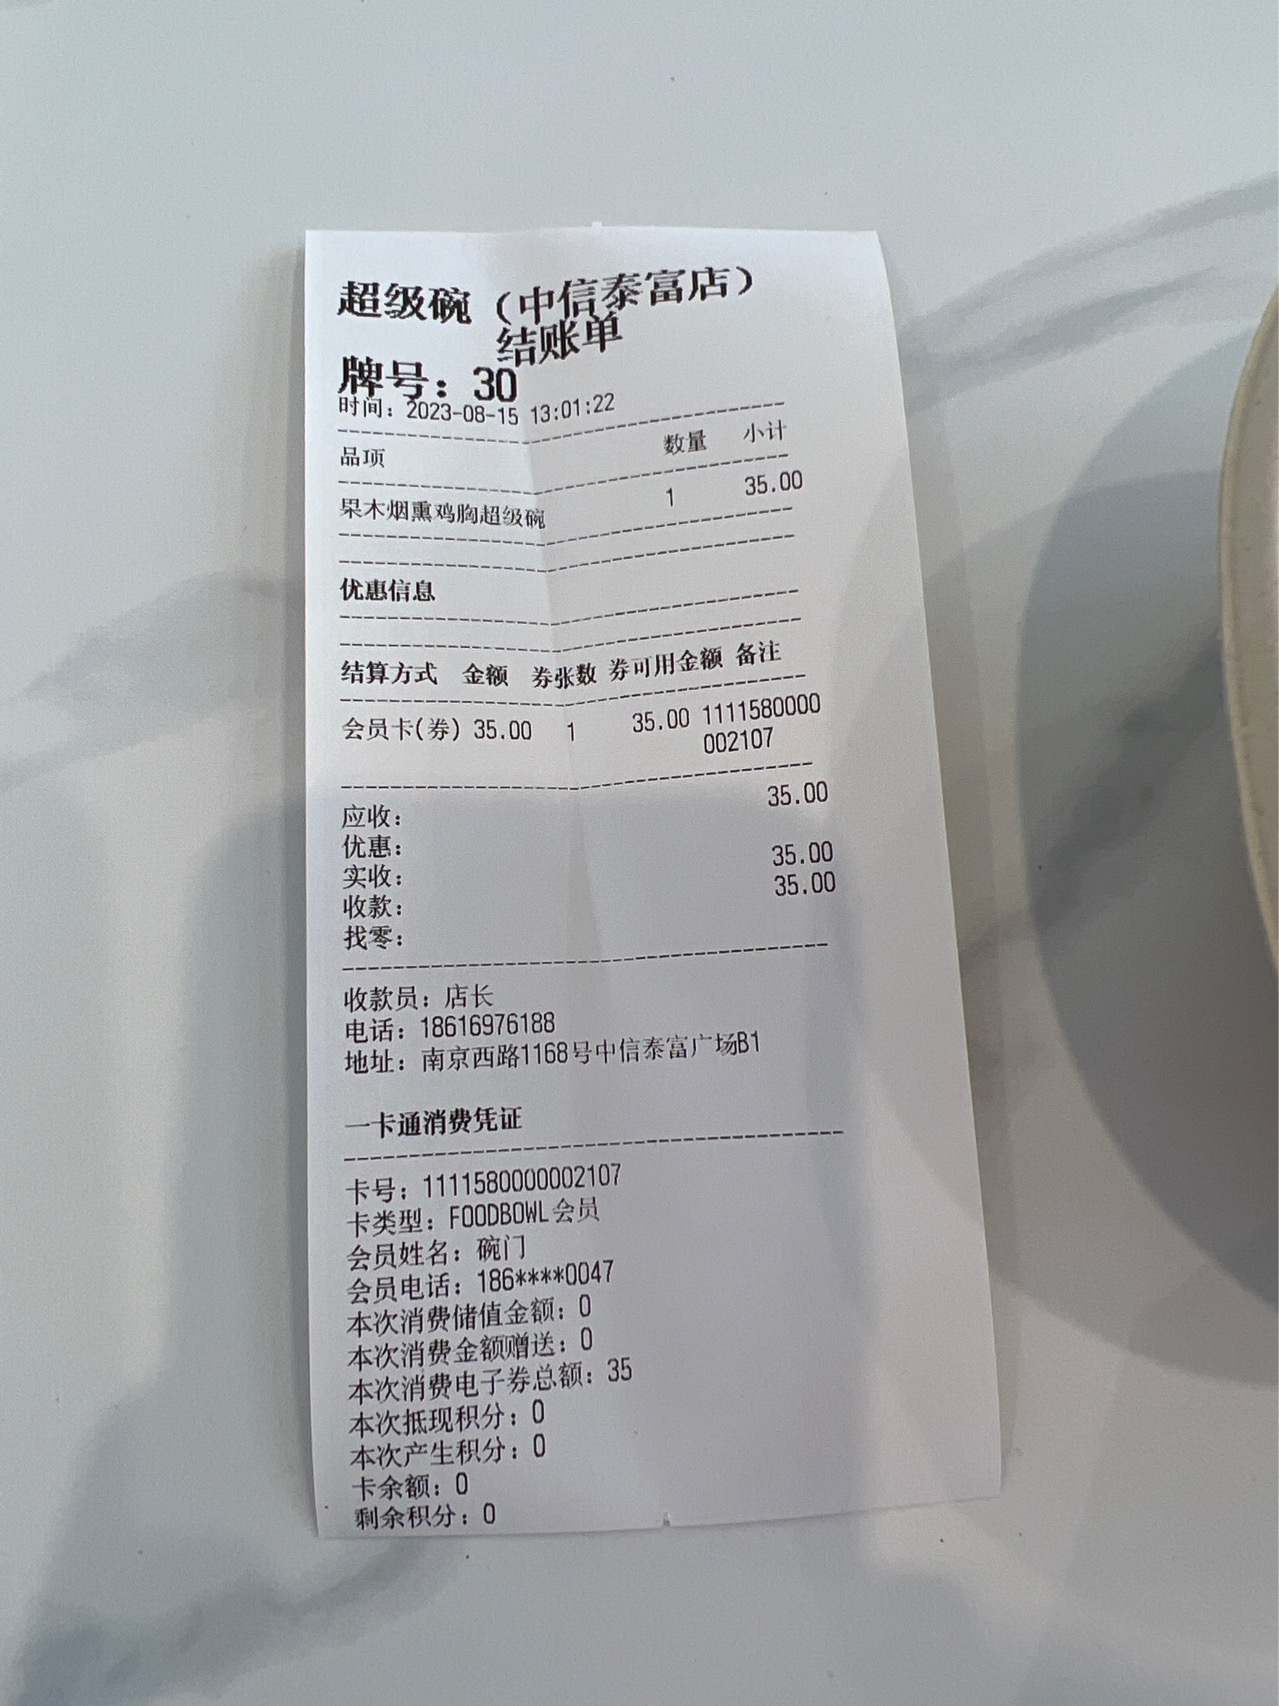 超级碗（中信泰富店）
结账单
牌号：30
时间：2023-08-15 13:01:22
品项 数量 小计
果木烟熏鸡胸超级碗 1 35.00
优惠信息
结算方式 金额 券张数 券可用金额 备注
会员卡(券) 35.00 1 35.00 1111580000
002107
应收： 35.00
优惠：
实收： 35.00
收款： 35.00
找零：
收款员：店长
电话：18616976188
地址：南京西路1168号中信泰富广场B1
一卡通消费凭证
卡号：1111580000002107
卡类型：FOODBOWL会员
会员姓名：碗门
会员电话：186****0047
本次消费储值金额：0
本次消费金额赠送：0
本次消费电子券总额：35
本次抵现积分：0
本次产生积分：0
卡余额：0
剩余积分：0